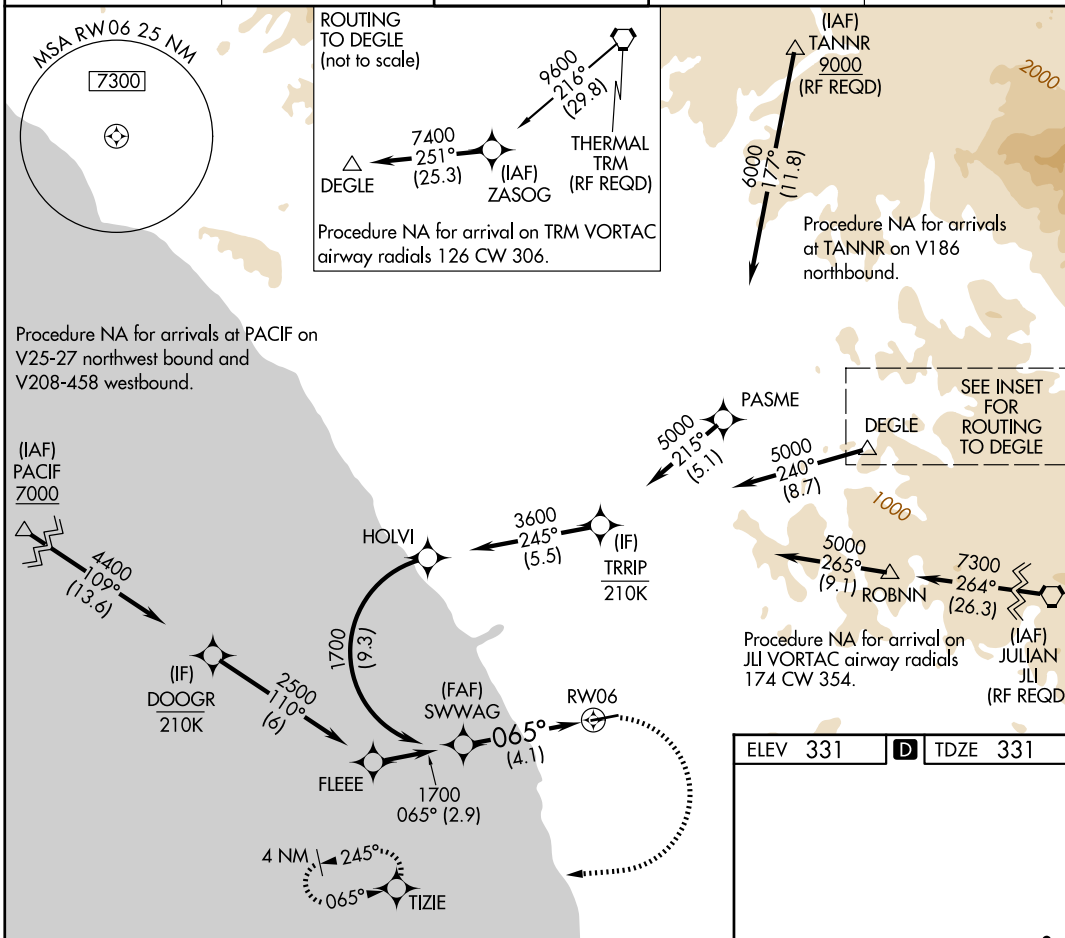 MSA RW06 25 NM
7300
ROUTING
TO DEGLE
(not to scale)
9600
216°
(29.8)
7400
251°
(25.3)
DEGLE
(IAF)
ZASOG
THERMAL
TRM
(RF REQD)
Procedure NA for arrival on TRM VORTAC
airway radials 126 CW 306.
(IAF)
TANNR
9000
(RF REQD)
2000
6000
177°
(11.8)
Procedure NA for arrivals
at TANNR on V186
northbound.
Procedure NA for arrivals at PACIF on
V25-27 northwest bound and
V208-458 westbound.
SEE INSET
FOR
ROUTING
TO DEGLE
PASME
5000
215°
(5.1)
DEGLE
5000
240°
(8.7)
1000
(IAF)
PACIF
7000
4400
109°
(13.6)
HOLVI
3600
245°
(5.5)
(IF)
TRRIP
210K
5000
265°
(9.1)
ROBNN
7300
264°
(26.3)
(IAF)
JULIAN
JLI
(RF REQD
Procedure NA for arrival on
JLI VORTAC airway radials
174 CW 354.
1700
(9.3)
(IF)
DOOGR
210K
2500
110°
(6)
(FAF)
SWWAG
065°
(4.1)
RW06
FLEEE
1700
065° (2.9)
4 NM
245°
065°
TIZIE
ELEV 331
D
TDZE 331